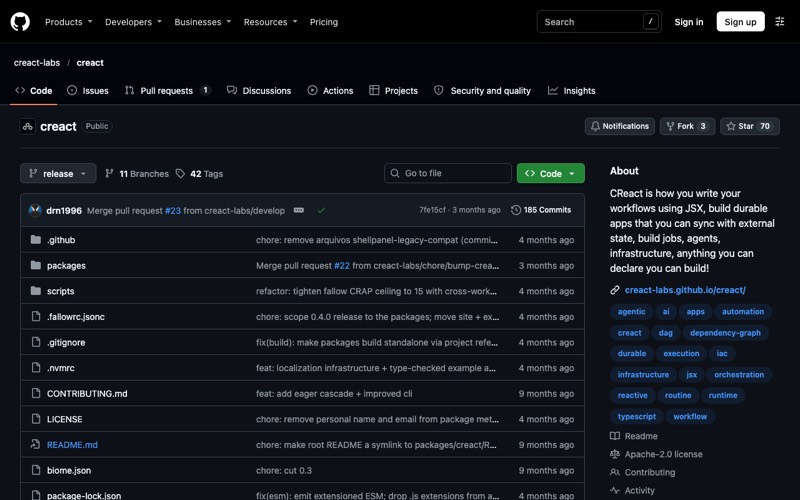 Products Developers Businesses Resources Pricing Search / Sign in Sign up
creact-labs / creact
Code Issues Pull requests 1 Discussions Actions Projects Security and quality Insights
creact Public Notifications Fork 3 Star 70
release 11 Branches 42 Tags Go to file Code
drn1996 Merge pull request #23 from creact-labs/develop 7fe15cf · 3 months ago 185 Commits
.github chore: remove arquivos shellpanel-legacy-compat (commi... 4 months ago
packages Merge pull request #22 from creact-labs/chore/bump-crea... 3 months ago
scripts refactor: tighten fallow CRAP ceiling to 15 with cross-work... 4 months ago
.fallowrc.jsonc chore: scope 0.4.0 release to the packages; move site + ex... 4 months ago
.gitignore fix(build): make packages build standalone via project refe... 4 months ago
.nvmrc feat: localization infrastructure + type-checked example a... 4 months ago
CONTRIBUTING.md feat: add eager cascade + improved cli 9 months ago
LICENSE chore: remove personal name and email from package met... 4 months ago
README.md chore: make root README a symlink to packages/creact/R... 9 months ago
biome.json chore: cut 0.3 9 months ago
package-lock.json fix(esm): emit extensioned ESM; drop .js extensions from a... 4 months ago
About
CReact is how you write your
workflows using JSX, build durable
apps that you can sync with external
state, build jobs, agents,
infrastructure, anything you can
declare you can build!
creact-labs.github.io/creact/
agentic ai apps automation
creact dag dependency-graph
durable execution iac
infrastructure jsx orchestration
reactive routine runtime
typescript workflow
Readme
Apache-2.0 license
Contributing
Activity